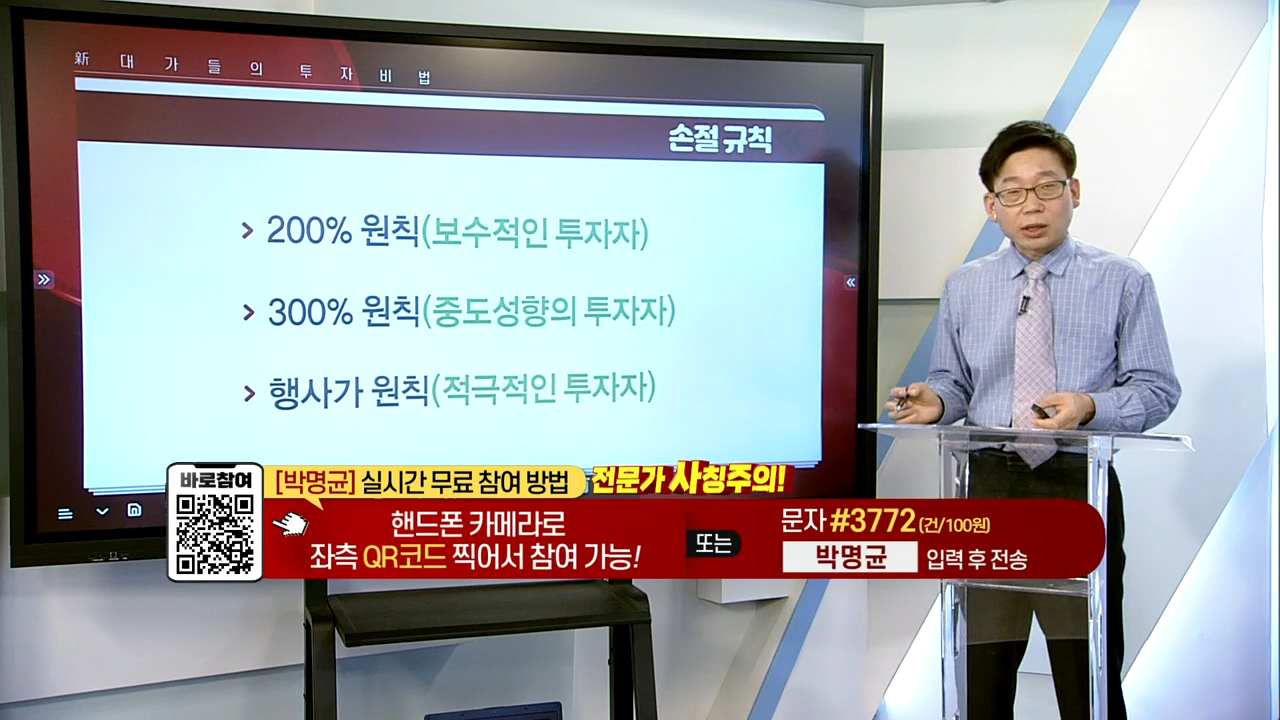 新 대 가 들 의 투 자 비 법
손절 규칙
200% 원칙(보수적인 투자자)
300% 원칙(중도성향의 투자자)
행사가 원칙(적극적인 투자자)
바로참여
[박명균] 실시간 무료 참여 방법
전문가 사칭주의!
핸드폰 카메라로
좌측 QR코드 찍어서 참여 가능!
또는
문자 #3772 (건/100원)
박명균 입력 후 전송